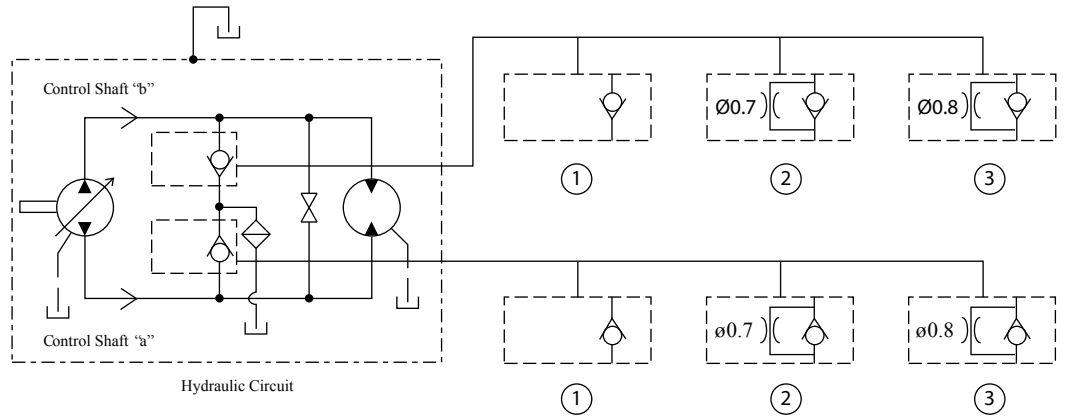 Control Shaft “b”
Ø0.7
Ø0.8
1
2
3
Control Shaft “a”
ø0.7
ø0.8
Hydraulic Circuit
1
2
3